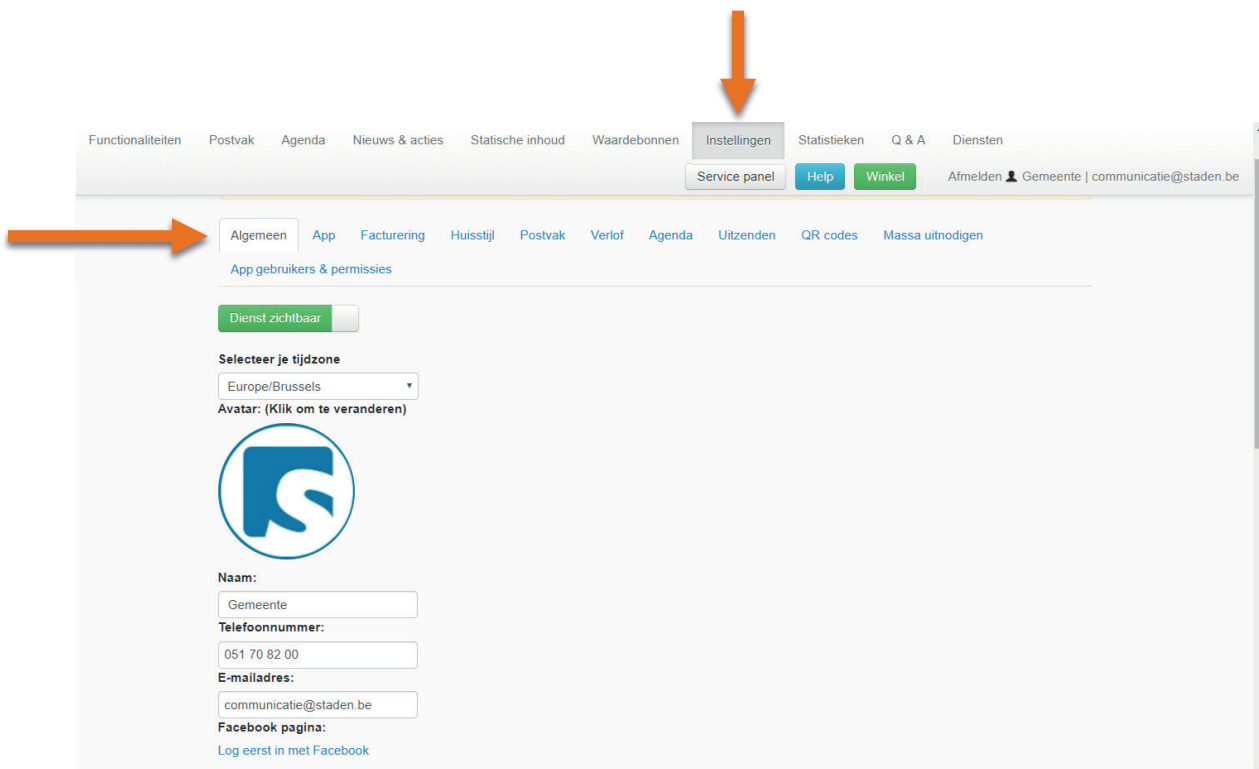 Functionaliteiten Postvak Agenda Nieuws & acties Statische inhoud Waardebonnen Instellingen Statistieken Q & A Diensten
Service panel Help Winkel Afmelden Gemeente | communicatie@staden.be
Algemeen App Facturering Huisstijl Postvak Verlof Agenda Uitzenden QR codes Massa uitnodigen
App gebruikers & permissies
Dienst zichtbaar
Selecteer je tijdzone
Europe/Brussels
Avatar: (Klik om te veranderen)
S
Naam:
Gemeente
Telefoonnummer:
051 70 82 00
E-mailadres:
communicatie@staden.be
Facebook pagina:
Log eerst in met Facebook